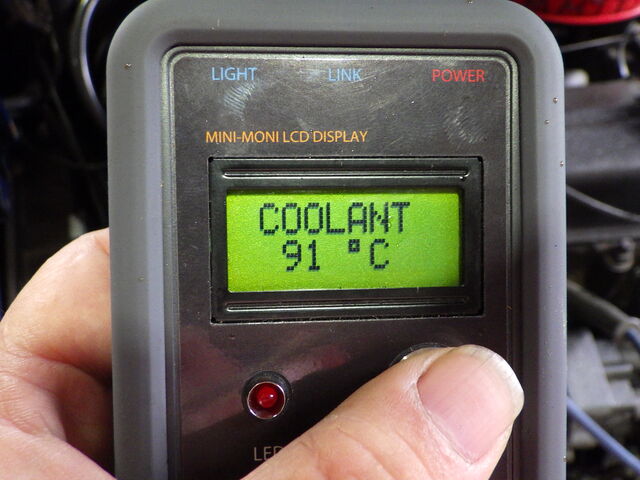 LIGHT LINK POWER
MINI-MONI LCD DISPLAY
COOLANT
91 °C